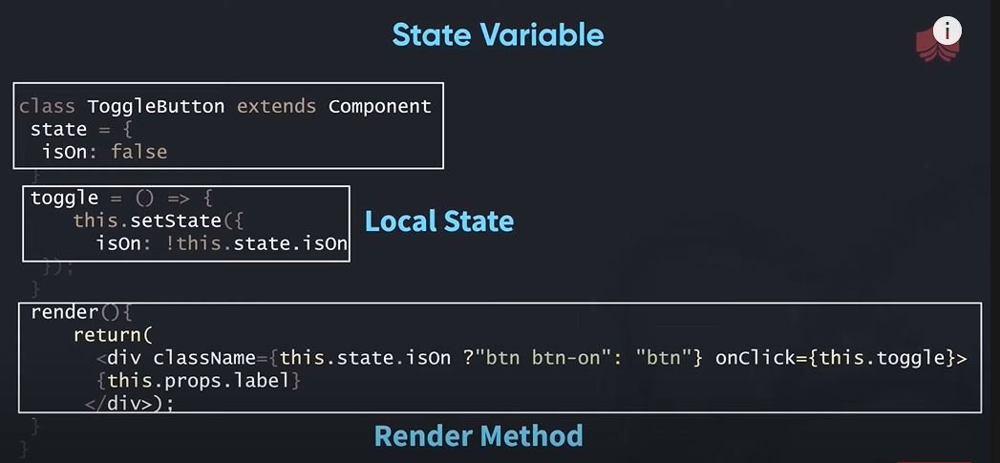 State Variable
i
class ToggleButton extends Component
state = {
isOn: false
}
toggle = () => {
this.setState({
Local State
isOn: !this.state.isOn
});
}
render(){
return(
<div className={this.state.isOn ?"btn btn-on": "btn"} onClick={this.toggle}>
{this.props.label}
</div>);
}
Render Method
}